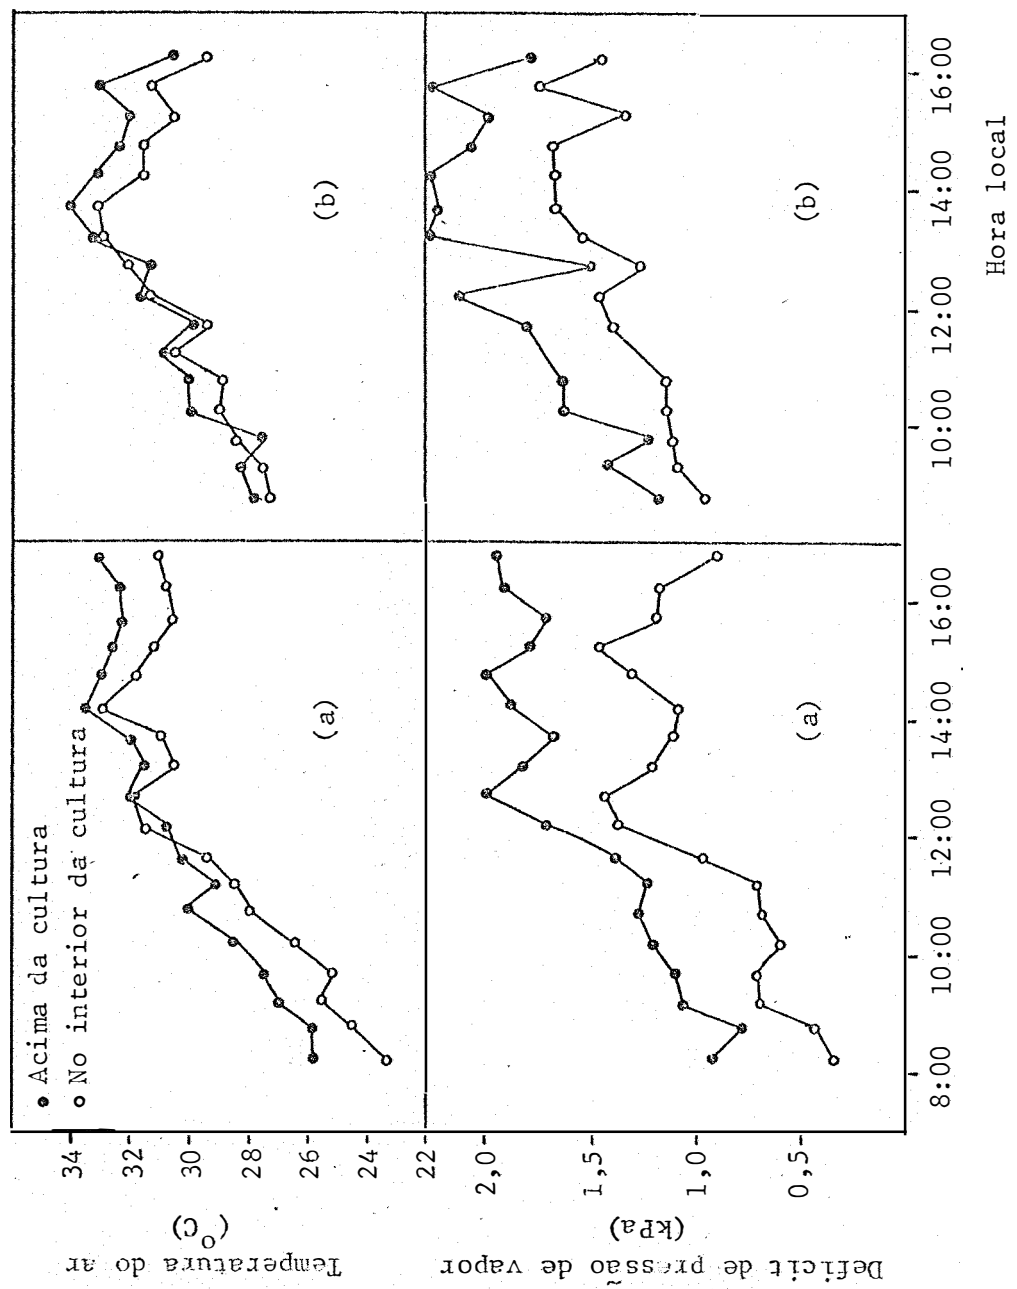 ● Acima da cultura
○ No interior da cultura
Temperatura do ar
(ºC)
34
32
30
28
26
24
22
(a)
(b)
Deficit de pressão de vapor
(kPa)
2,0
1,5
1,0
0,5
(a)
(b)
8:00
10:00
12:00
14:00
16:00
10:00
12:00
14:00
16:00
Hora local